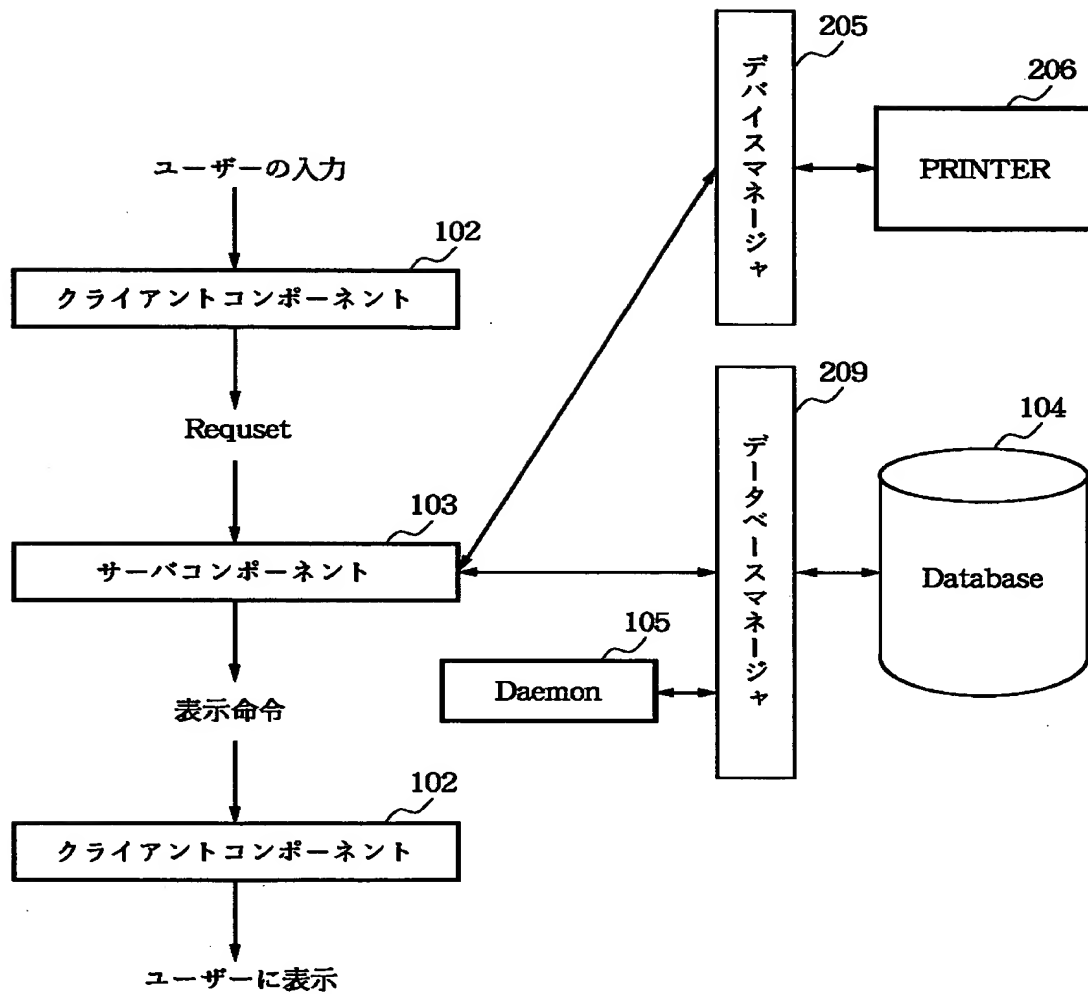 205
デバイスマネージャ
206
PRINTER
ユーザーの入力
102
クライアントコンポーネント
Requset
209
データベースマネージャ
104
Database
103
サーバコンポーネント
105
Daemon
表示命令
102
クライアントコンポーネント
ユーザーに表示